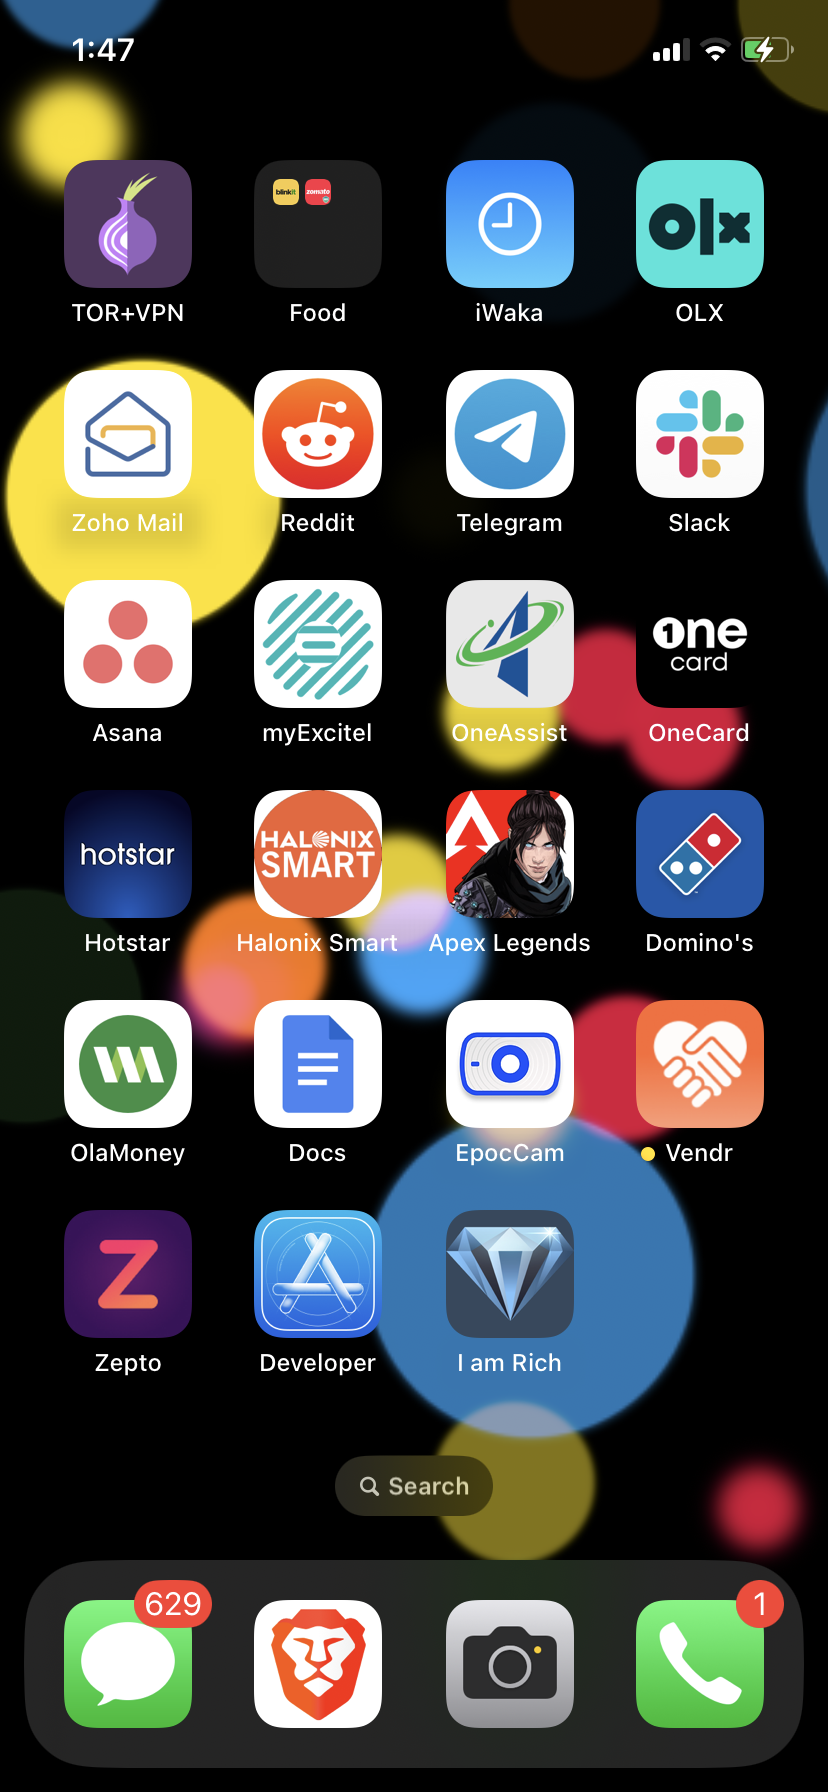 1:47
blinkit
zomato
TOR+VPN
Food
iWaka
olx
OLX
Zoho Mail
Reddit
Telegram
Slack
1ne
card
Asana
myExcitel
OneAssist
OneCard
hotstar
HALONIX
SMART
Hotstar
Halonix Smart
Apex Legends
Domino's
OlaMoney
Docs
EpocCam
Vendr
Z
Zepto
Developer
I am Rich
Search
629
1